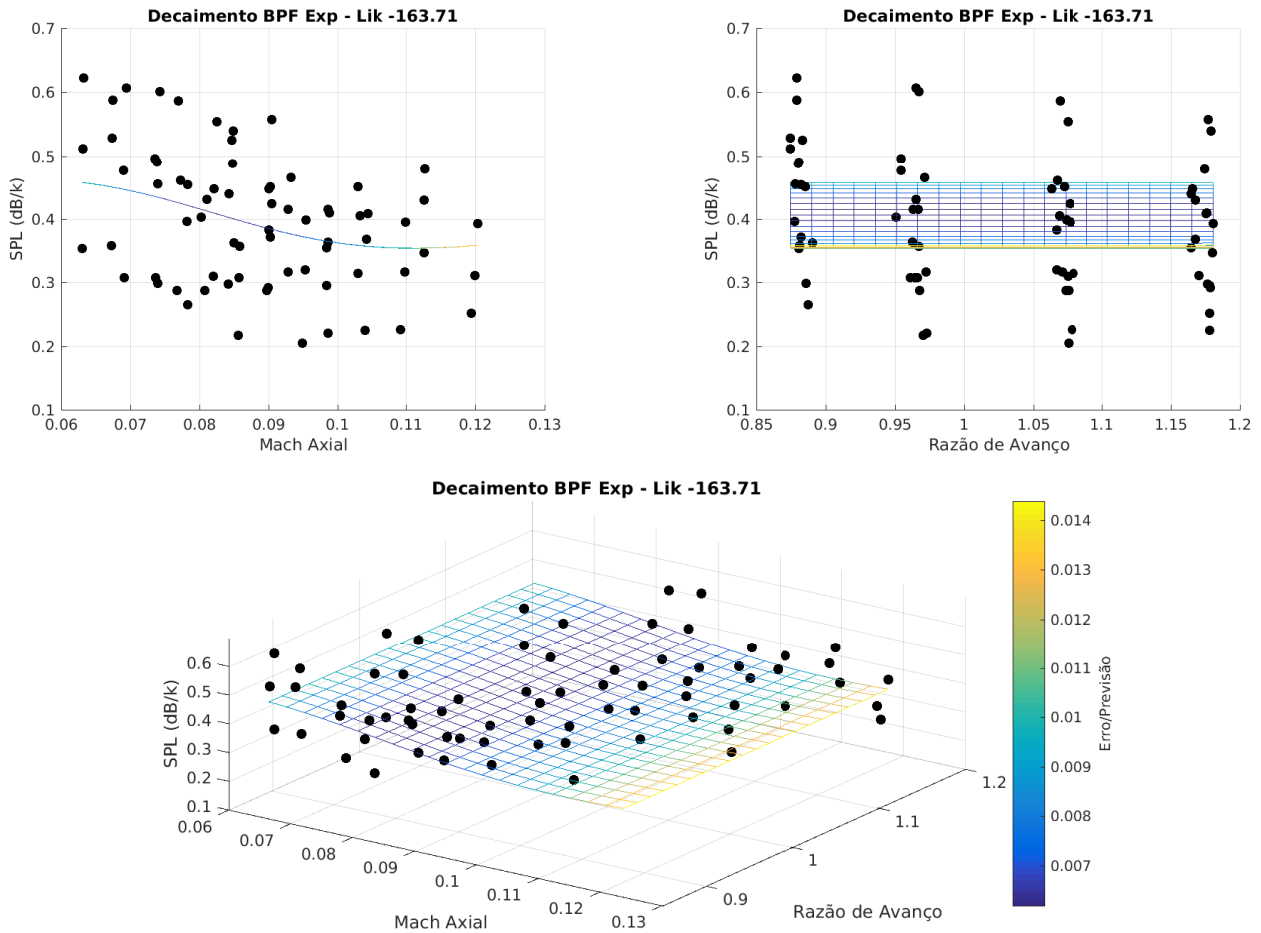 Decaimento BPF Exp - Lik -163.71
0.7
0.6
0.5
0.4
0.3
0.2
0.1
SPL (dB/k)
0.06 0.07 0.08 0.09 0.1 0.11 0.12 0.13
Mach Axial
Decaimento BPF Exp - Lik -163.71
0.7
0.6
0.5
0.4
0.3
0.2
0.1
SPL (dB/k)
0.85 0.9 0.95 1 1.05 1.1 1.15 1.2
Razão de Avanço
Decaimento BPF Exp - Lik -163.71
0.6
0.5
0.4
0.3
0.2
0.1
SPL (dB/k)
0.06 0.07 0.08 0.09 0.1 0.11 0.12 0.13
Mach Axial
0.9 1 1.1 1.2
Razão de Avanço
0.014
0.013
0.012
0.011
0.01
0.009
0.008
0.007
Erro/Previsão